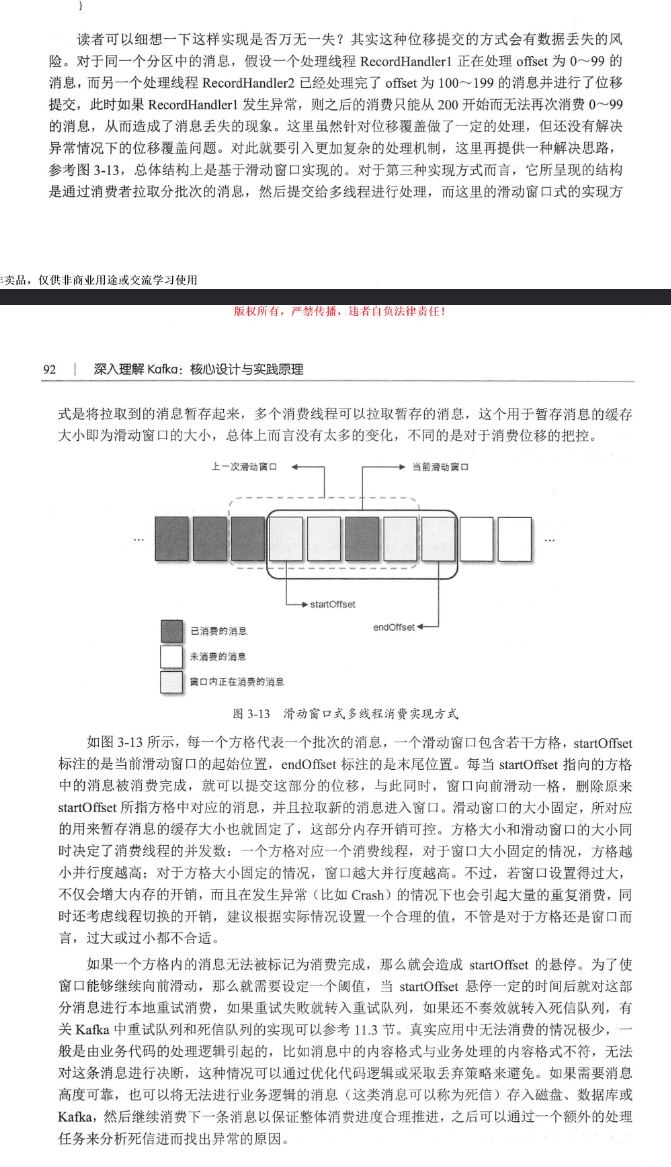 }
读者可以细想一下这样实现是否万无一失？其实这种位移提交的方式会有数据丢失的风
险。对于同一个分区中的消息，假设一个处理线程 RecordHandler1 正在处理 offset 为 0～99 的
消息，而另一个处理线程 RecordHandler2 已经处理完了 offset 为 100～199 的消息并进行了位移
提交，此时如果 RecordHandler1 发生异常，则之后的消费只能从 200 开始而无法再次消费 0～99
的消息，从而造成了消息丢失的现象。这里虽然针对位移覆盖做了一定的处理，但还没有解决
异常情况下的位移覆盖问题。对此就要引入更加复杂的处理机制，这里再提供一种解决思路，
参考图 3-13，总体结构上是基于滑动窗口实现的。对于第三种实现方式而言，它所呈现的结构
是通过消费者拉取分批次的消息，然后提交给多线程进行处理，而这里的滑动窗口式的实现方
卖品，仅供非商业用途或交流学习使用
版权所有，严禁传播，违者自负法律责任！
92 | 深入理解 Kafka：核心设计与实践原理
式是将拉取到的消息暂存起来，多个消费线程可以拉取暂存的消息，这个用于暂存消息的缓存
大小即为滑动窗口的大小，总体上而言没有太多的变化，不同的是对于消费位移的把控。
上一次滑动窗口 当前滑动窗口
… …
startOffset
endOffset
已消费的消息
未消费的消息
窗口内正在消费的消息
图 3-13 滑动窗口式多线程消费实现方式
如图 3-13 所示，每一个方格代表一个批次的消息，一个滑动窗口包含若干方格，startOffset
标注的是当前滑动窗口的起始位置，endOffset 标注的是末尾位置。每当 startOffset 指向的方格
中的消息被消费完成，就可以提交这部分的位移，与此同时，窗口向前滑动一格，删除原来
startOffset 所指方格中对应的消息，并且拉取新的消息进入窗口。滑动窗口的大小固定，所对应
的用来暂存消息的缓存大小也就固定了，这部分内存开销可控。方格大小和滑动窗口的大小同
时决定了消费线程的并发数：一个方格对应一个消费线程，对于窗口大小固定的情况，方格越
小并行度越高；对于方格大小固定的情况，窗口越大并行度越高。不过，若窗口设置得过大，
不仅会增大内存的开销，而且在发生异常（比如 Crash）的情况下也会引起大量的重复消费，同
时还考虑线程切换的开销，建议根据实际情况设置一个合理的值，不管是对于方格还是窗口而
言，过大或过小都不合适。
如果一个方格内的消息无法被标记为消费完成，那么就会造成 startOffset 的悬停。为了使
窗口能够继续向前滑动，那么就需要设定一个阈值，当 startOffset 悬停一定的时间后就对这部
分消息进行本地重试消费，如果重试失败就转入重试队列，如果还不奏效就转入死信队列，有
关 Kafka 中重试队列和死信队列的实现可以参考 11.3 节。真实应用中无法消费的情况极少，一
般是由业务代码的处理逻辑引起的，比如消息中的内容格式与业务处理的内容格式不符，无法
对这条消息进行决断，这种情况可以通过优化代码逻辑或采取丢弃策略来避免。如果需要消息
高度可靠，也可以将无法进行业务逻辑的消息（这类消息可以称为死信）存入磁盘、数据库或
Kafka，然后继续消费下一条消息以保证整体消费进度合理推进，之后可以通过一个额外的处理
任务来分析死信进而找出异常的原因。